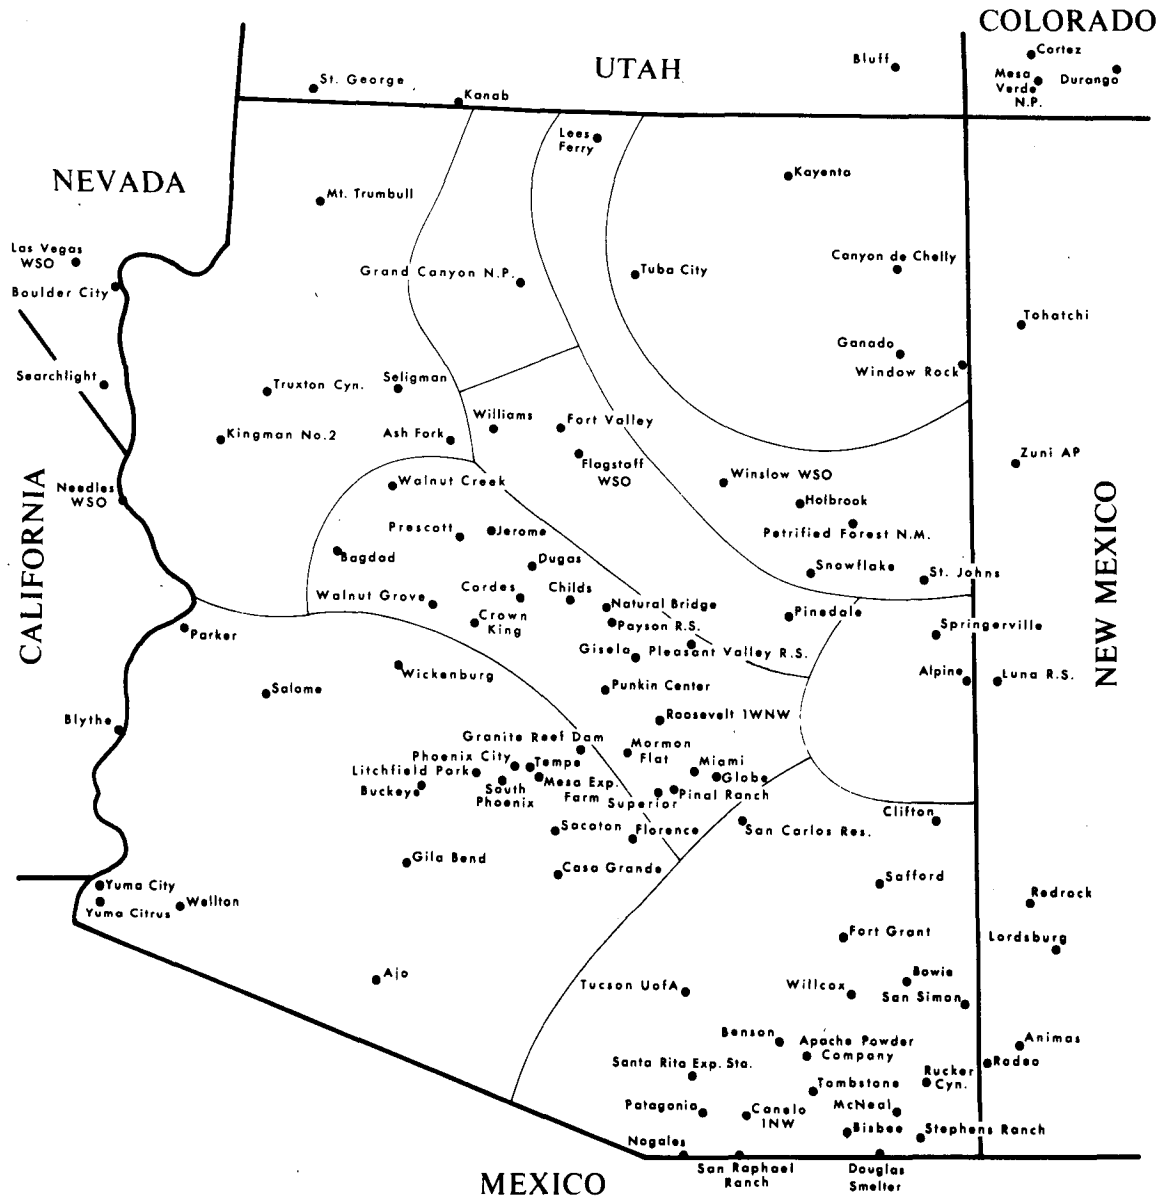 COLORADO
UTAH
Bluff
Cortez
Mesa
Verde
N.P.
Durango
St. George
Kanab
Lees
Ferry
Kayenta
NEVADA
Mt. Trumbull
Las Vegas
WSO
Boulder City
Grand Canyon N.P.
Tuba City
Canyon de Chelly
Tohatchi
Ganado
Window Rock
Searchlight
Truxton Cyn.
Seligman
Williams
Fort Valley
Kingman No.2
Ash Fork
Flagstaff
WSO
Zuni AP
Winslow WSO
Walnut Creek
Needles
WSO
CALIFORNIA
Holbrook
Petrified Forest N.M.
NEW MEXICO
Prescott
Jerome
Bagdad
Dugas
Snowflake
St. Johns
Cordes
Childs
Walnut Grove
Natural Bridge
Crown
King
Payson R.S.
Pinedale
Springerville
Parker
Gisela
Pleasant Valley R.S.
Wickenburg
Alpine
Luna R.S.
Salome
Punkin Center
Blythe
Roosevelt 1WNW
Granite Reef Dam
Mormon
Flat
Phoenix City
Tempe
Miami
Litchfield Park
Globe
Buckeye
South
Phoenix
Mesa Exp.
Farm
Superior
Pinal Ranch
Clifton
Sacaton
Florence
San Carlos Res.
Gila Bend
Casa Grande
Safford
Yuma City
Yuma Citrus
Wellton
Redrock
Fort Grant
Lordsburg
Ajo
Tucson UofA
Willcox
Bowie
San Simon
Benson
Apache Powder
Company
Animas
Santa Rita Exp. Sta.
Rodeo
Rucker
Cyn.
Tombstone
Patagonia
Canelo
1NW
McNeal
Bisbee
Stephens Ranch
Nogales
San Raphael
Ranch
Douglas
Smelter
MEXICO